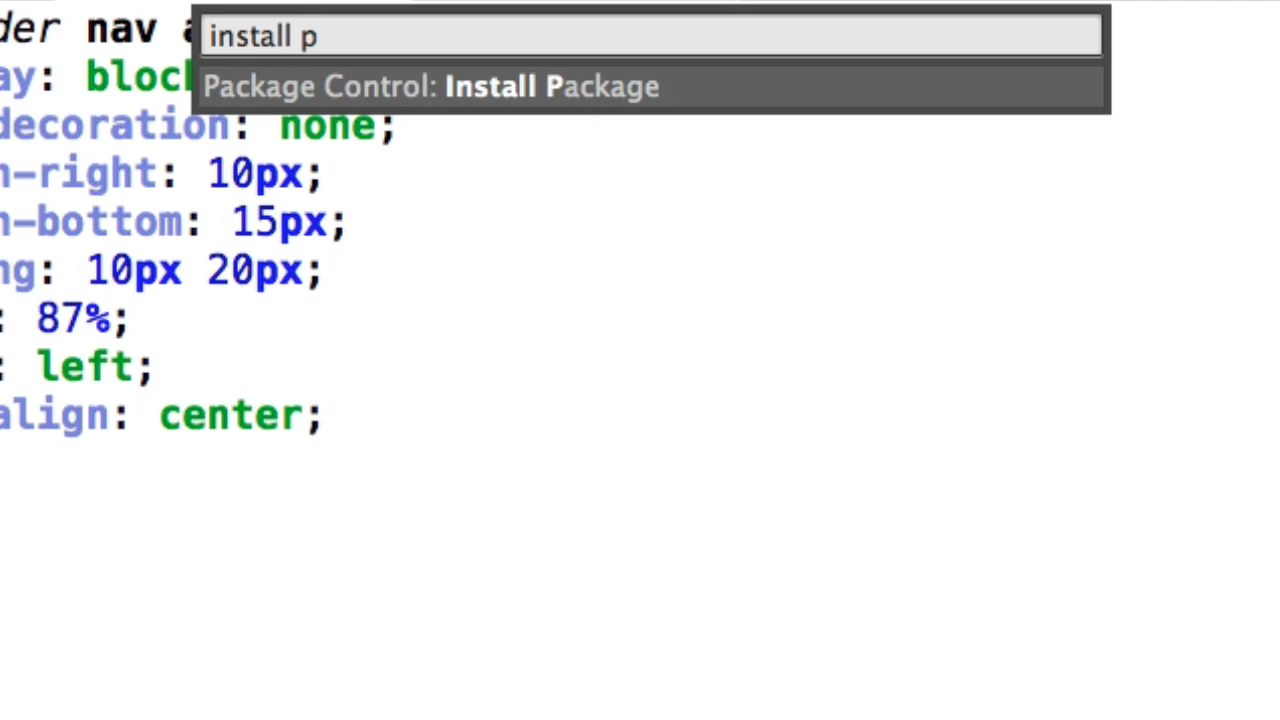 install p
Package Control: Install Package
der nav a
ay: block
decoration: none;
n-right: 10px;
n-bottom: 15px;
ng: 10px 20px;
: 87%;
: left;
align: center;